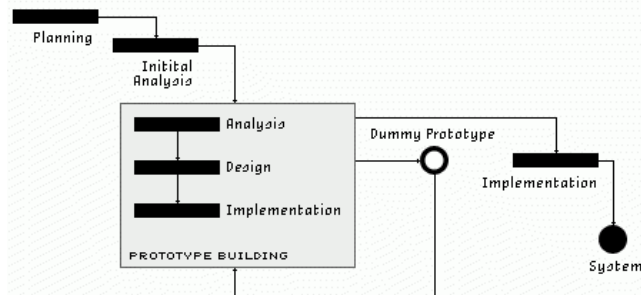 Planning
Initital
Analysis
Analysis
Dummy Prototype
Design
Implementation
Implementation
PROTOTYPE BUILDING
System